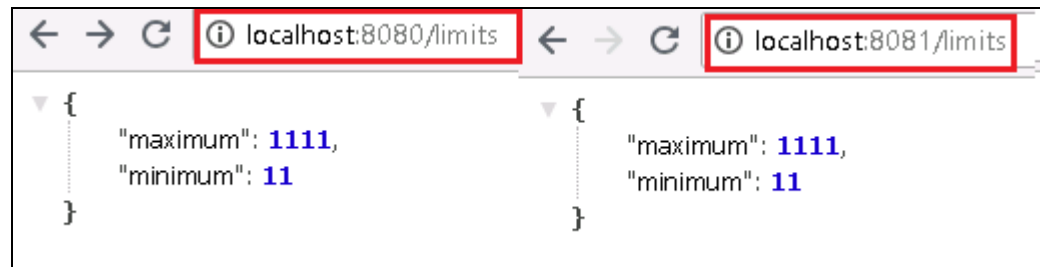 localhost:8080/limits
{
"maximum": 1111,
"minimum": 11
}
localhost:8081/limits
{
"maximum": 1111,
"minimum": 11
}